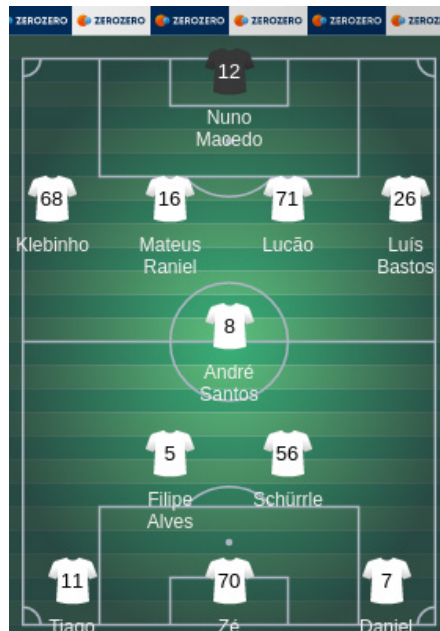 ZEROZERO ZEROZERO ZEROZERO ZEROZERO ZEROZERO ZEROZ
12
Nuno
Macedo
68 16 71 26
Klebinho Mateus Lucão Luís
Raniel Bastos
8
André
Santos
5 56
Filipe Schürrle
Alves
11 70 7
Tiago Zé Daniel